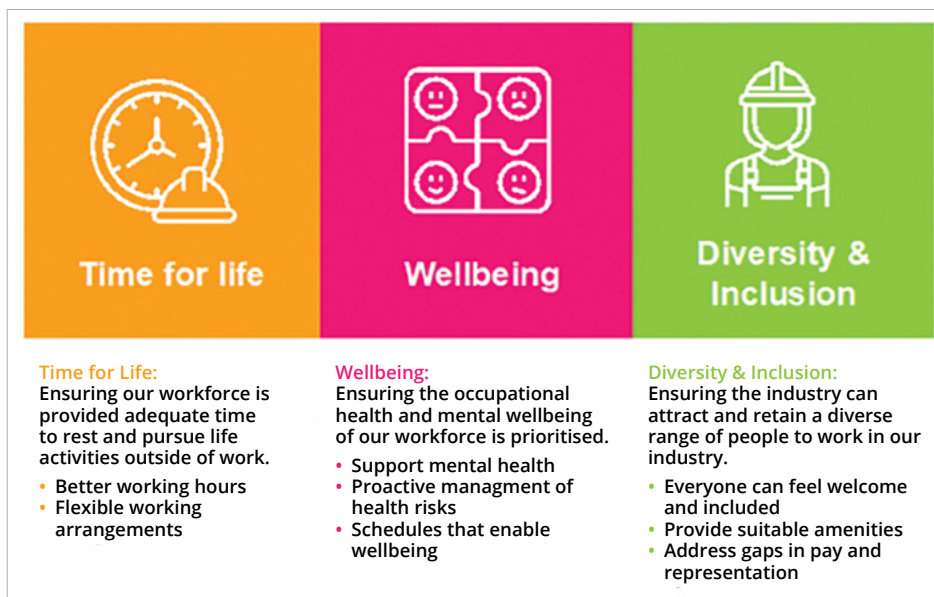 Time for life
Wellbeing
Diversity &
Inclusion
Time for Life:
Ensuring our workforce is
provided adequate time
to rest and pursue life
activities outside of work.
• Better working hours
• Flexible working
arrangements
Wellbeing:
Ensuring the occupational
health and mental wellbeing
of our workforce is prioritised.
• Support mental health
• Proactive managment of
health risks
• Schedules that enable
wellbeing
Diversity & Inclusion:
Ensuring the industry can
attract and retain a diverse
range of people to work in our
industry.
• Everyone can feel welcome
and included
• Provide suitable amenities
• Address gaps in pay and
representation